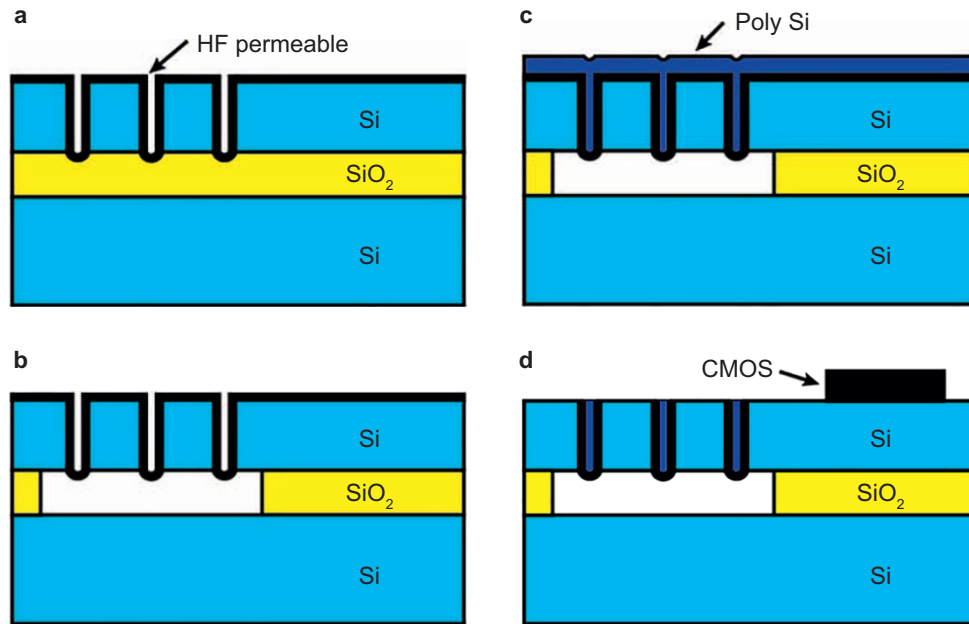 a
HF permeable
Si
SiO₂
Si
b
Si
SiO₂
Si
c
Poly Si
Si
SiO₂
Si
d
CMOS
Si
SiO₂
Si